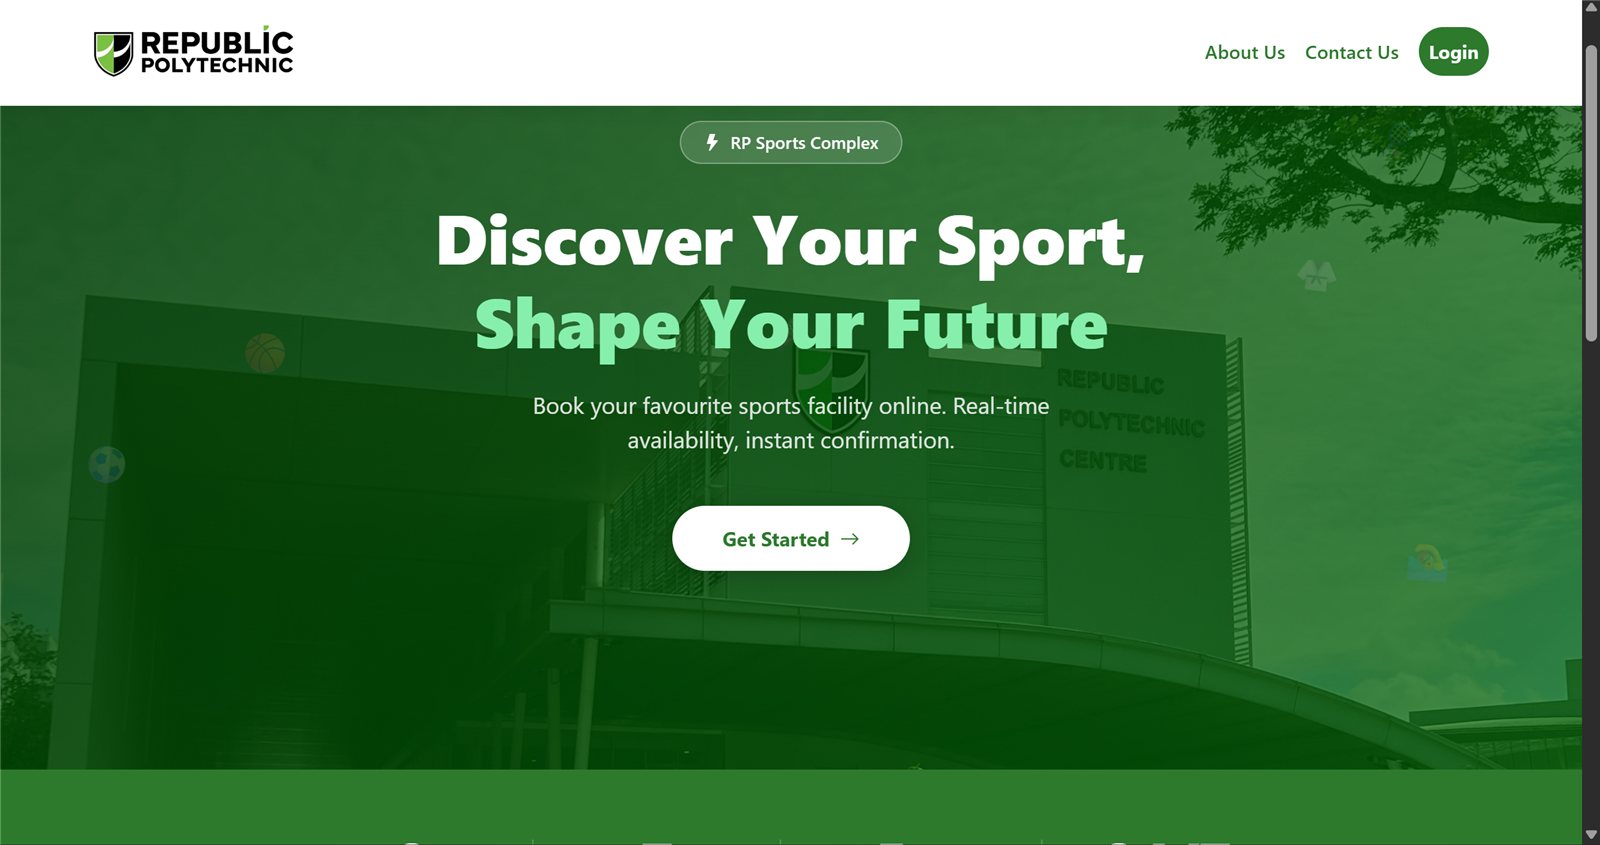 REPUBLIC
POLYTECHNIC
About Us
Contact Us
Login
RP Sports Complex
Discover Your Sport,
Shape Your Future
REPUBLIC
POLYTECHNIC
CENTRE
Book your favourite sports facility online. Real-time
availability, instant confirmation.
Get Started →